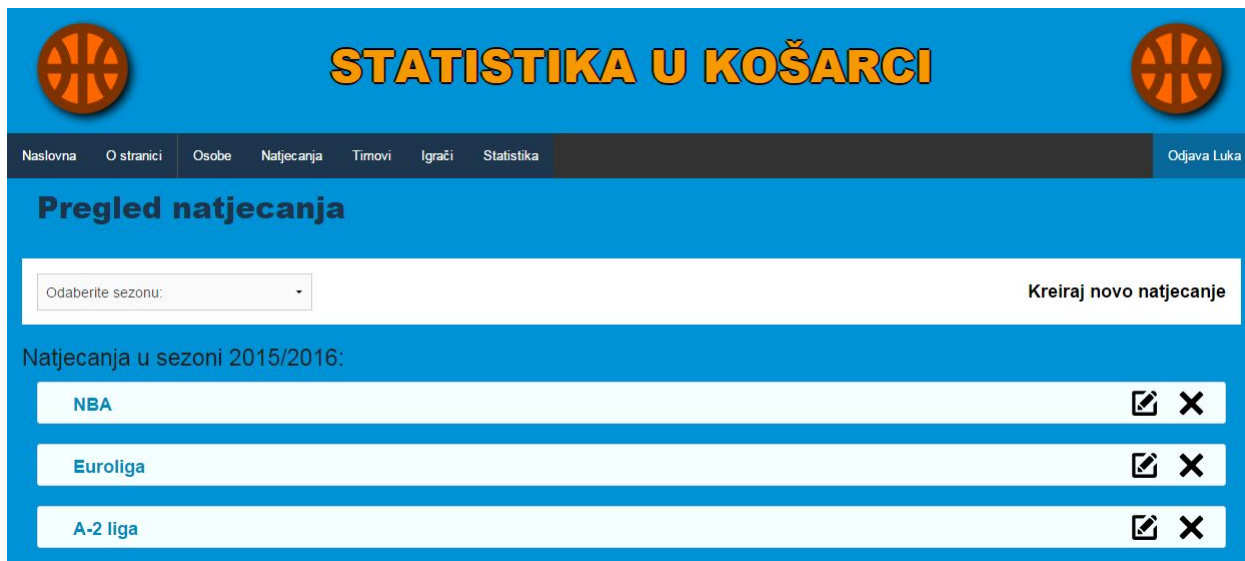 STATISTIKA U KOŠARCI
Naslovna O stranici Osobe Natjecanja Timovi Igrači Statistika Odjava Luka
Pregled natjecanja
Odaberite sezonu: Kreiraj novo natjecanje
Natjecanja u sezoni 2015/2016:
NBA
Euroliga
A-2 liga